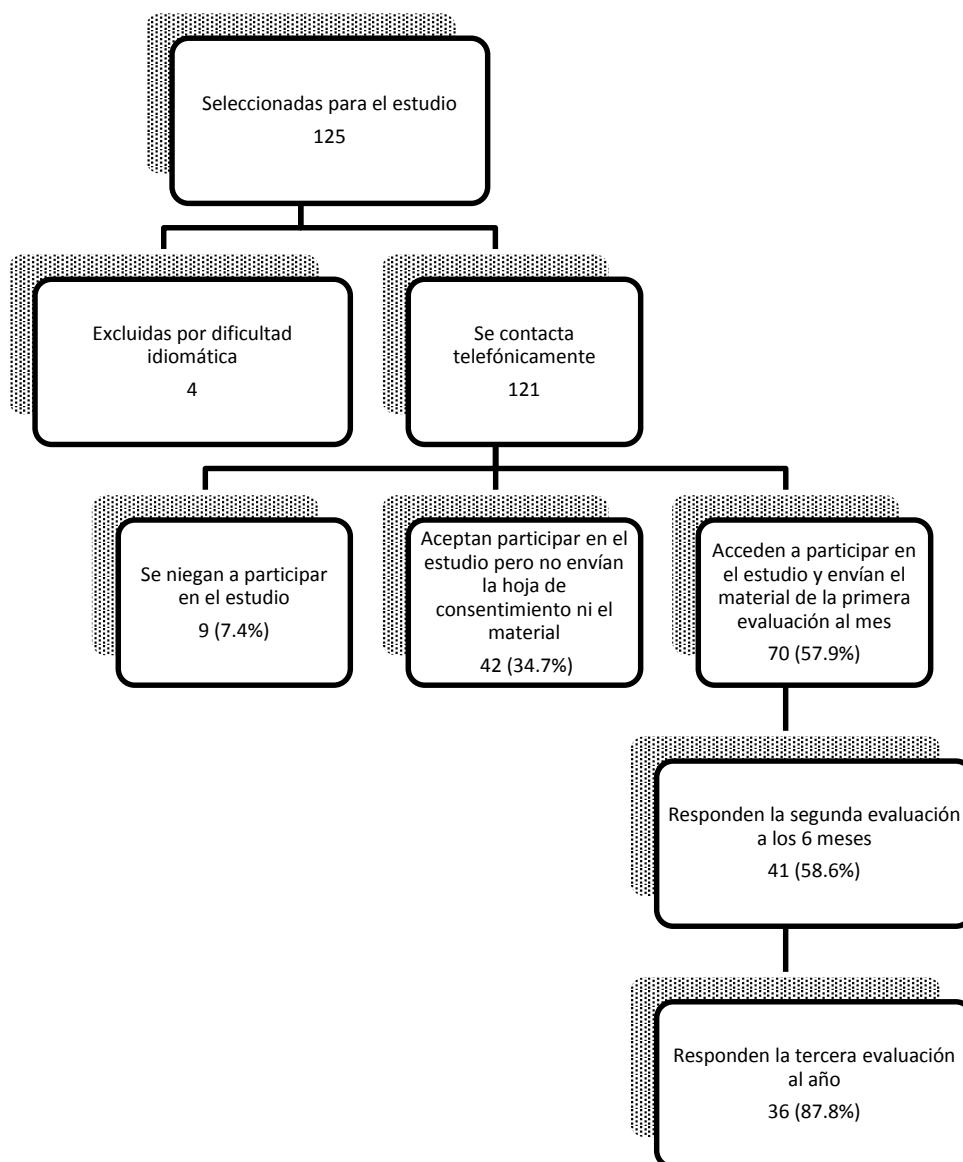 Seleccionadas para el estudio
125
Excluidas por dificultad
idiomática
4
Se contacta
telefónicamente
121
Se niegan a participar
en el estudio
9 (7.4%)
Aceptan participar en el
estudio pero no envían
la hoja de
consentimiento ni el
material
42 (34.7%)
Acceden a participar en
el estudio y envían el
material de la primera
evaluación al mes
70 (57.9%)
Responden la segunda evaluación
a los 6 meses
41 (58.6%)
Responden la tercera evaluación
al año
36 (87.8%)